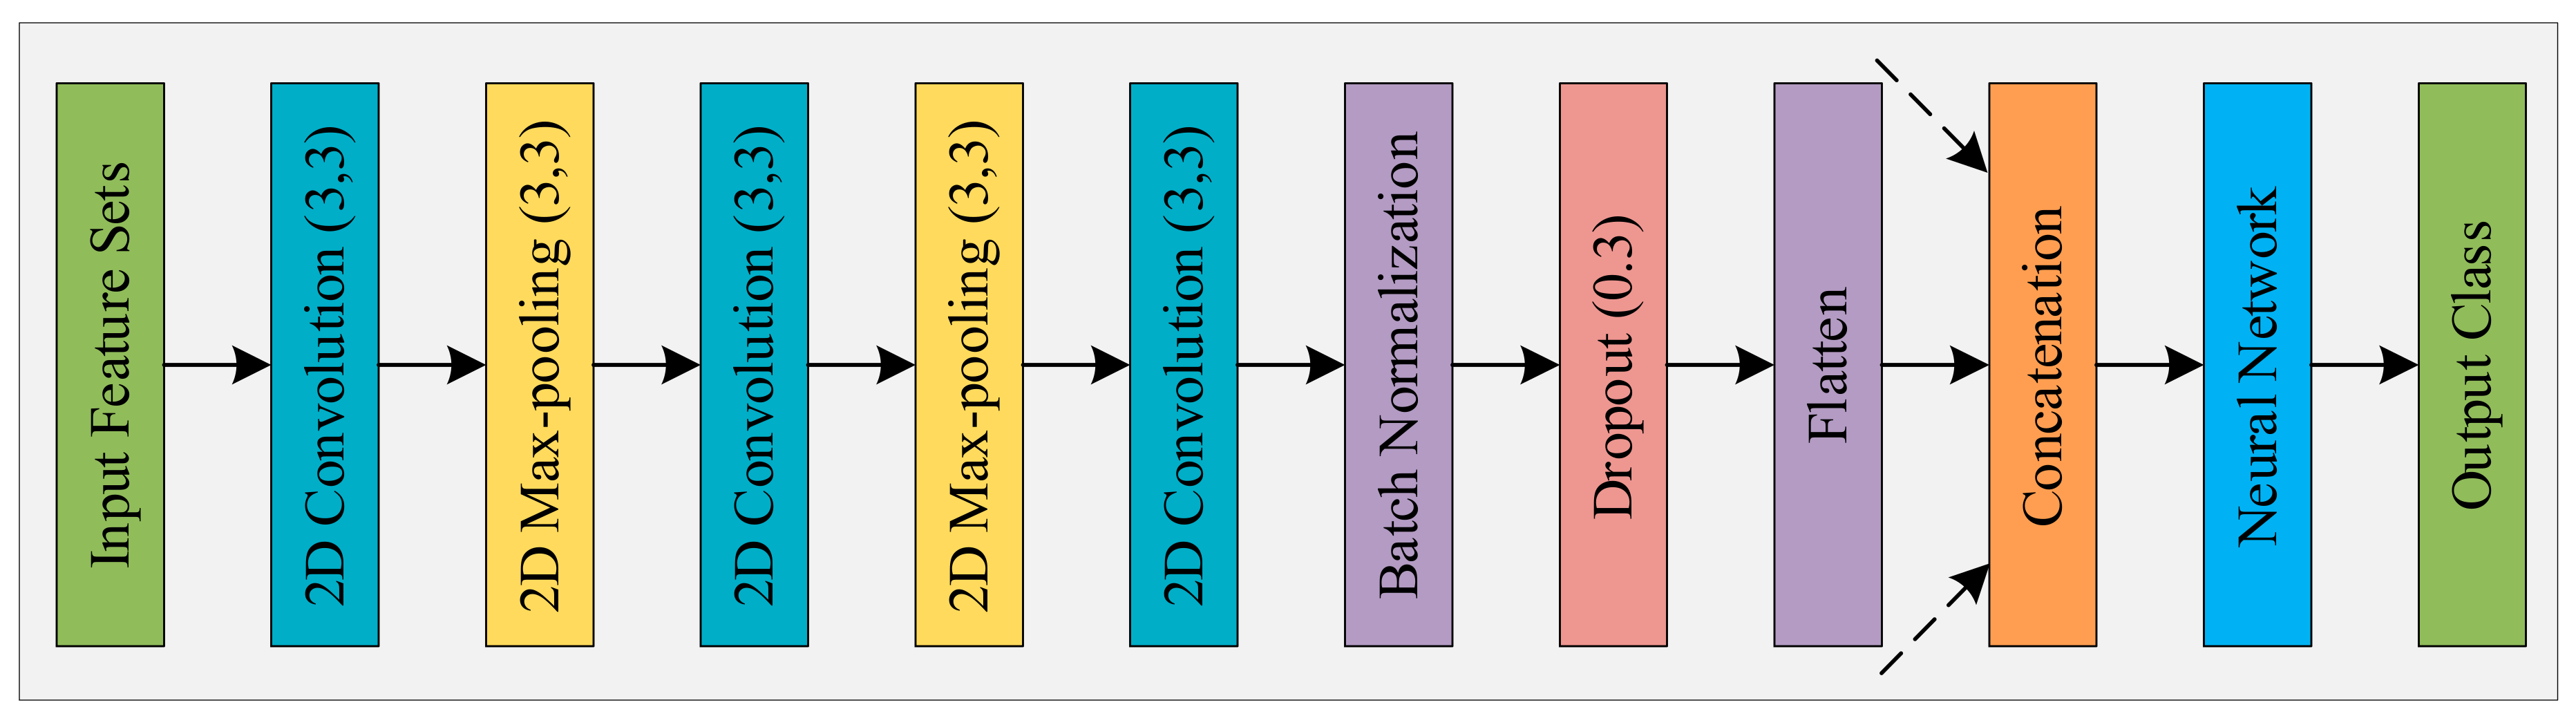 Input Feature Sets
2D Convolution (3,3)
2D Max-pooling (3,3)
2D Convolution (3,3)
2D Max-pooling (3,3)
2D Convolution (3,3)
Batch Normalization
Dropout (0.3)
Flatten
Concatenation
Neural Network
Output Class